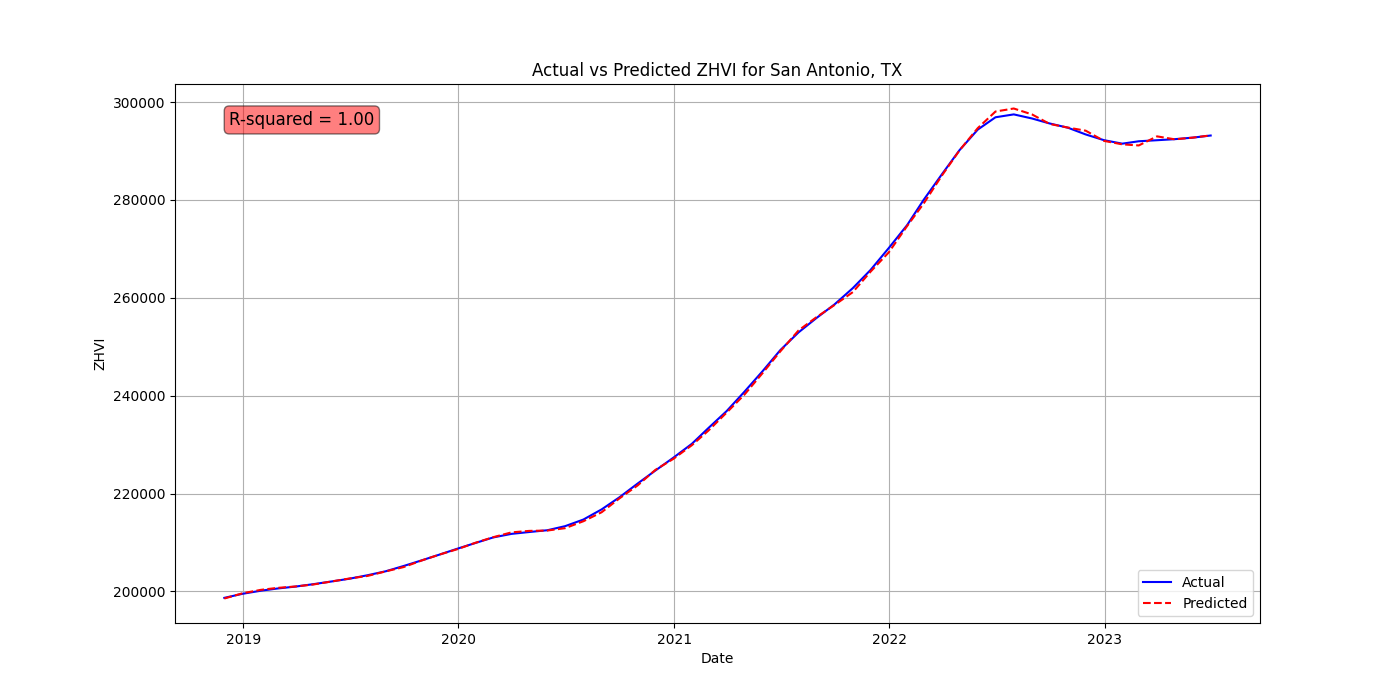 Actual vs Predicted ZHVI for San Antonio, TX
R-squared = 1.00
300000
280000
260000
240000
220000
200000
ZHVI
2019 2020 2021 2022 2023
Date
Actual
Predicted